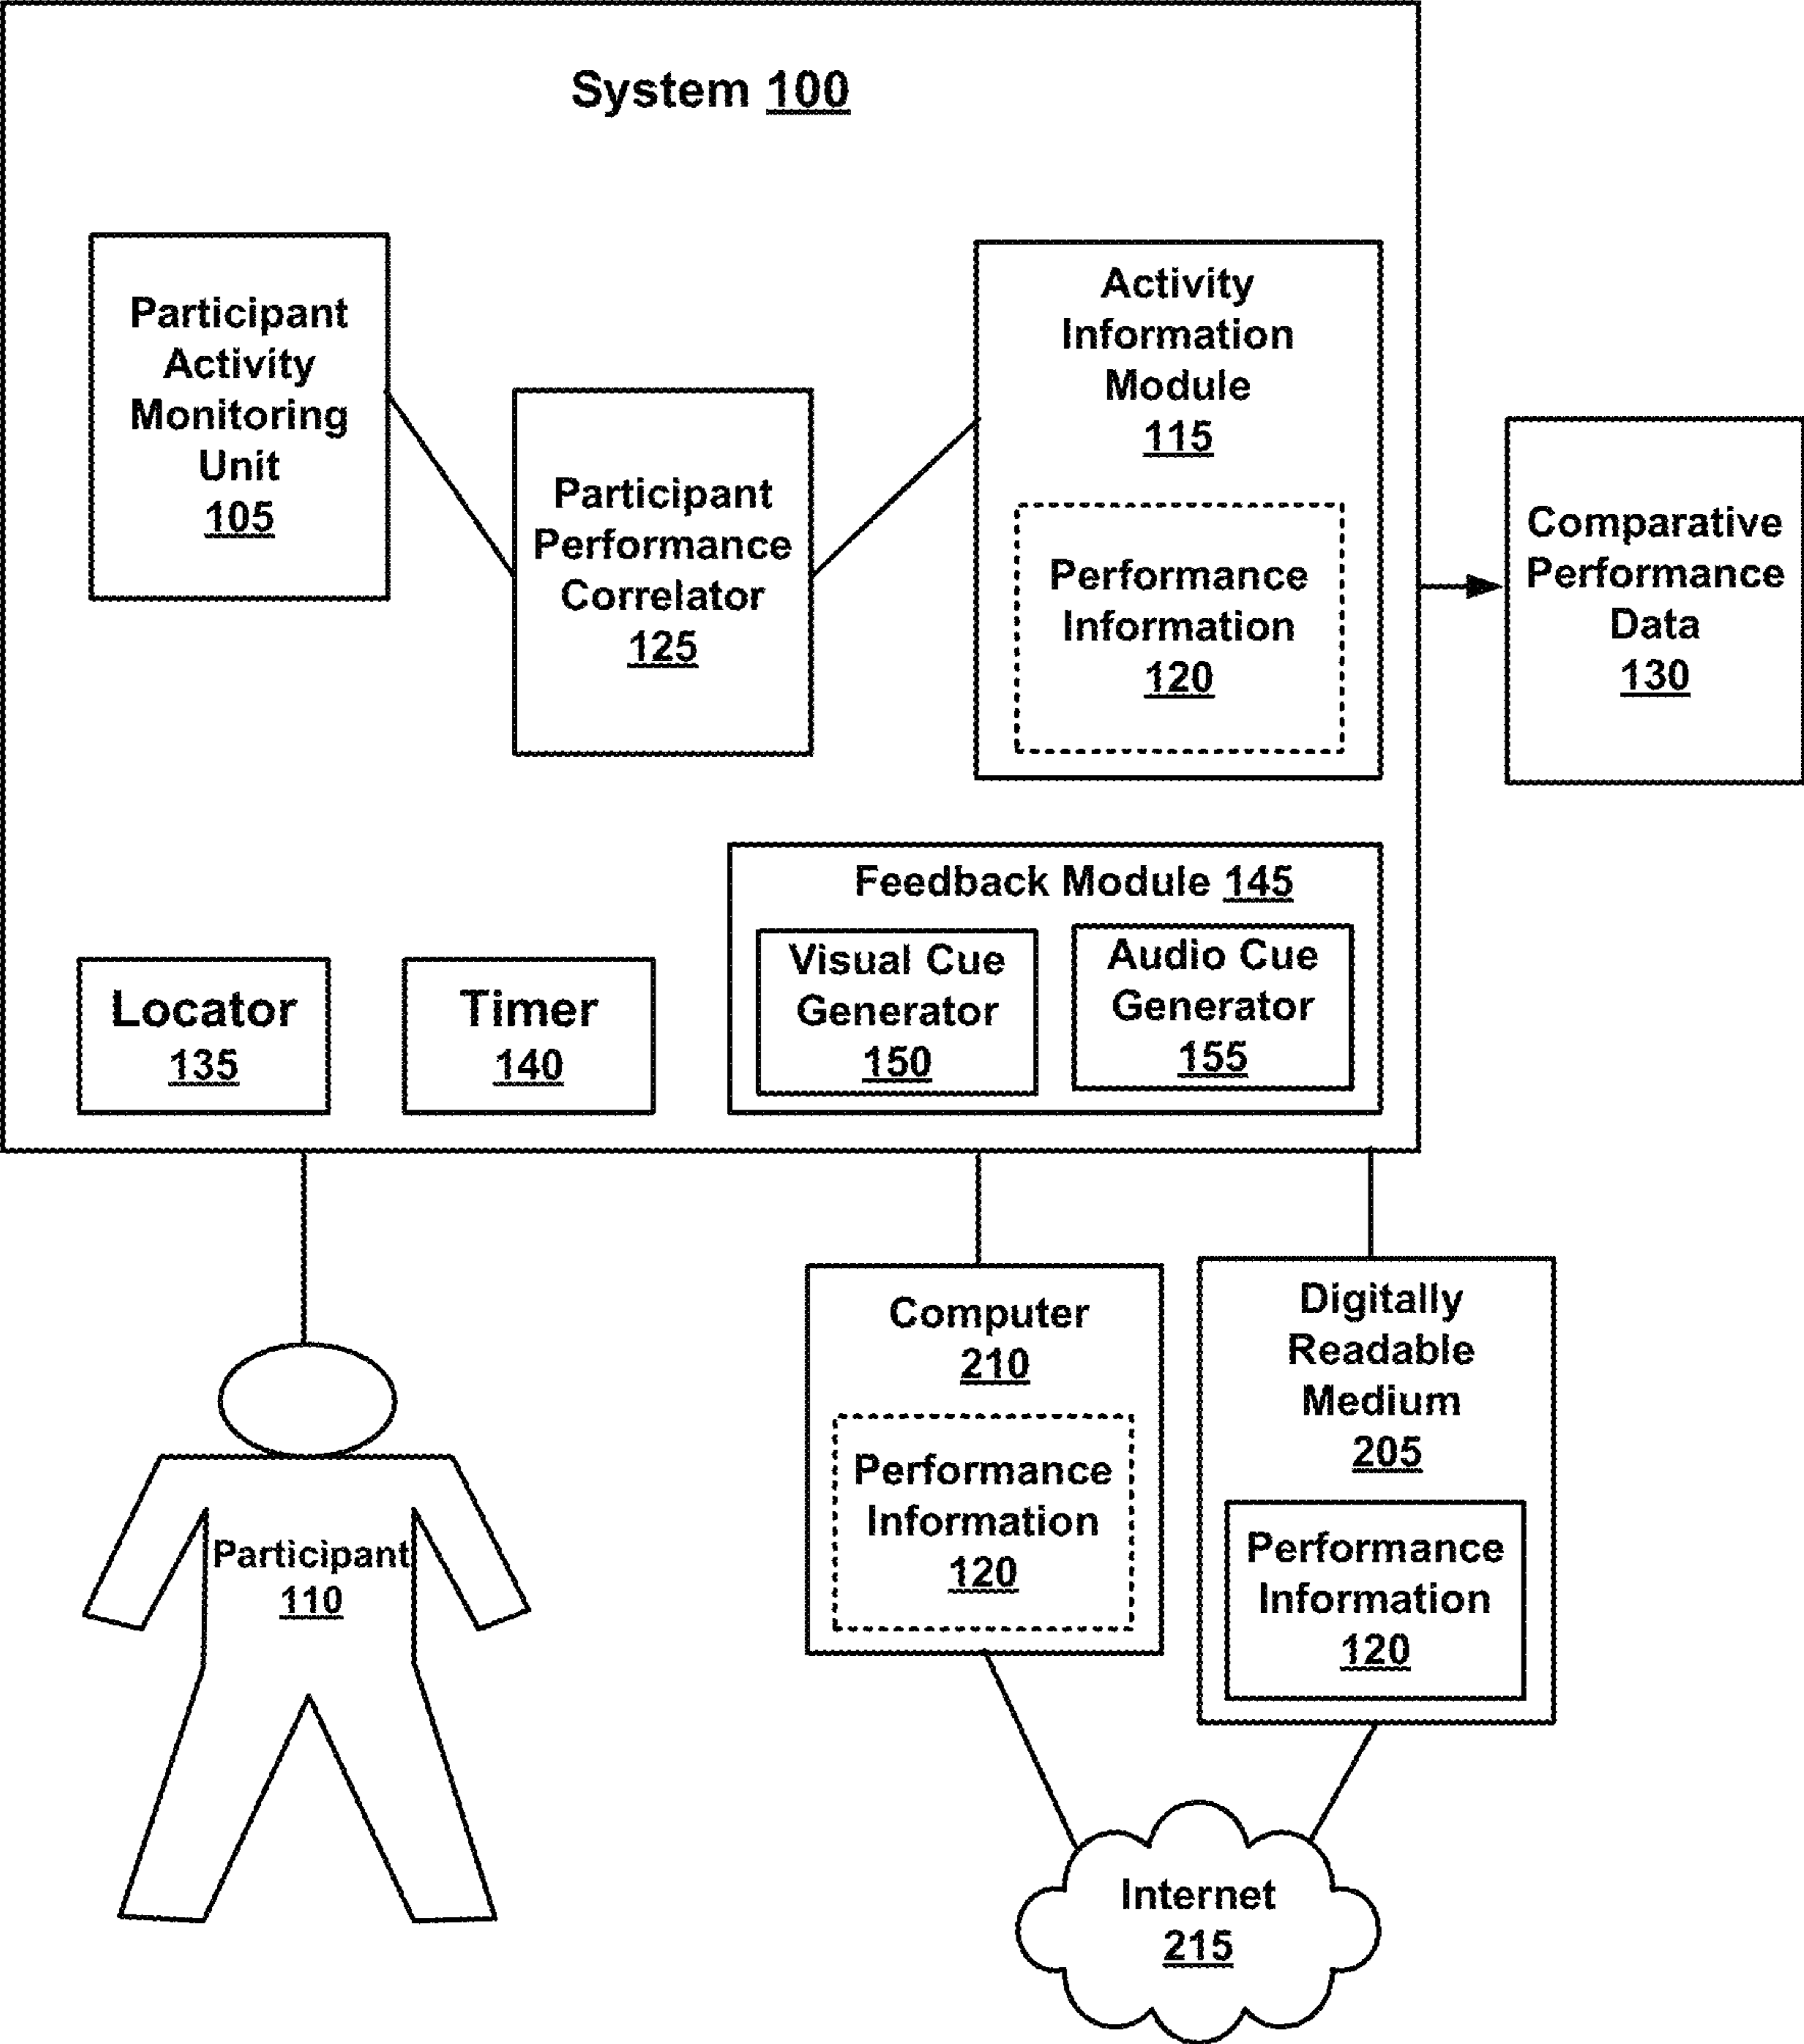 System 100
Participant
Activity
Monitoring
Unit
105
Participant
Performance
Correlator
125
Activity
Information
Module
115
Performance
Information
120
Comparative
Performance
Data
130
Locator
135
Timer
140
Feedback Module 145
Visual Cue
Generator
150
Audio Cue
Generator
155
Participant
110
Computer
210
Performance
Information
120
Digitally
Readable
Medium
205
Performance
Information
120
Internet
215